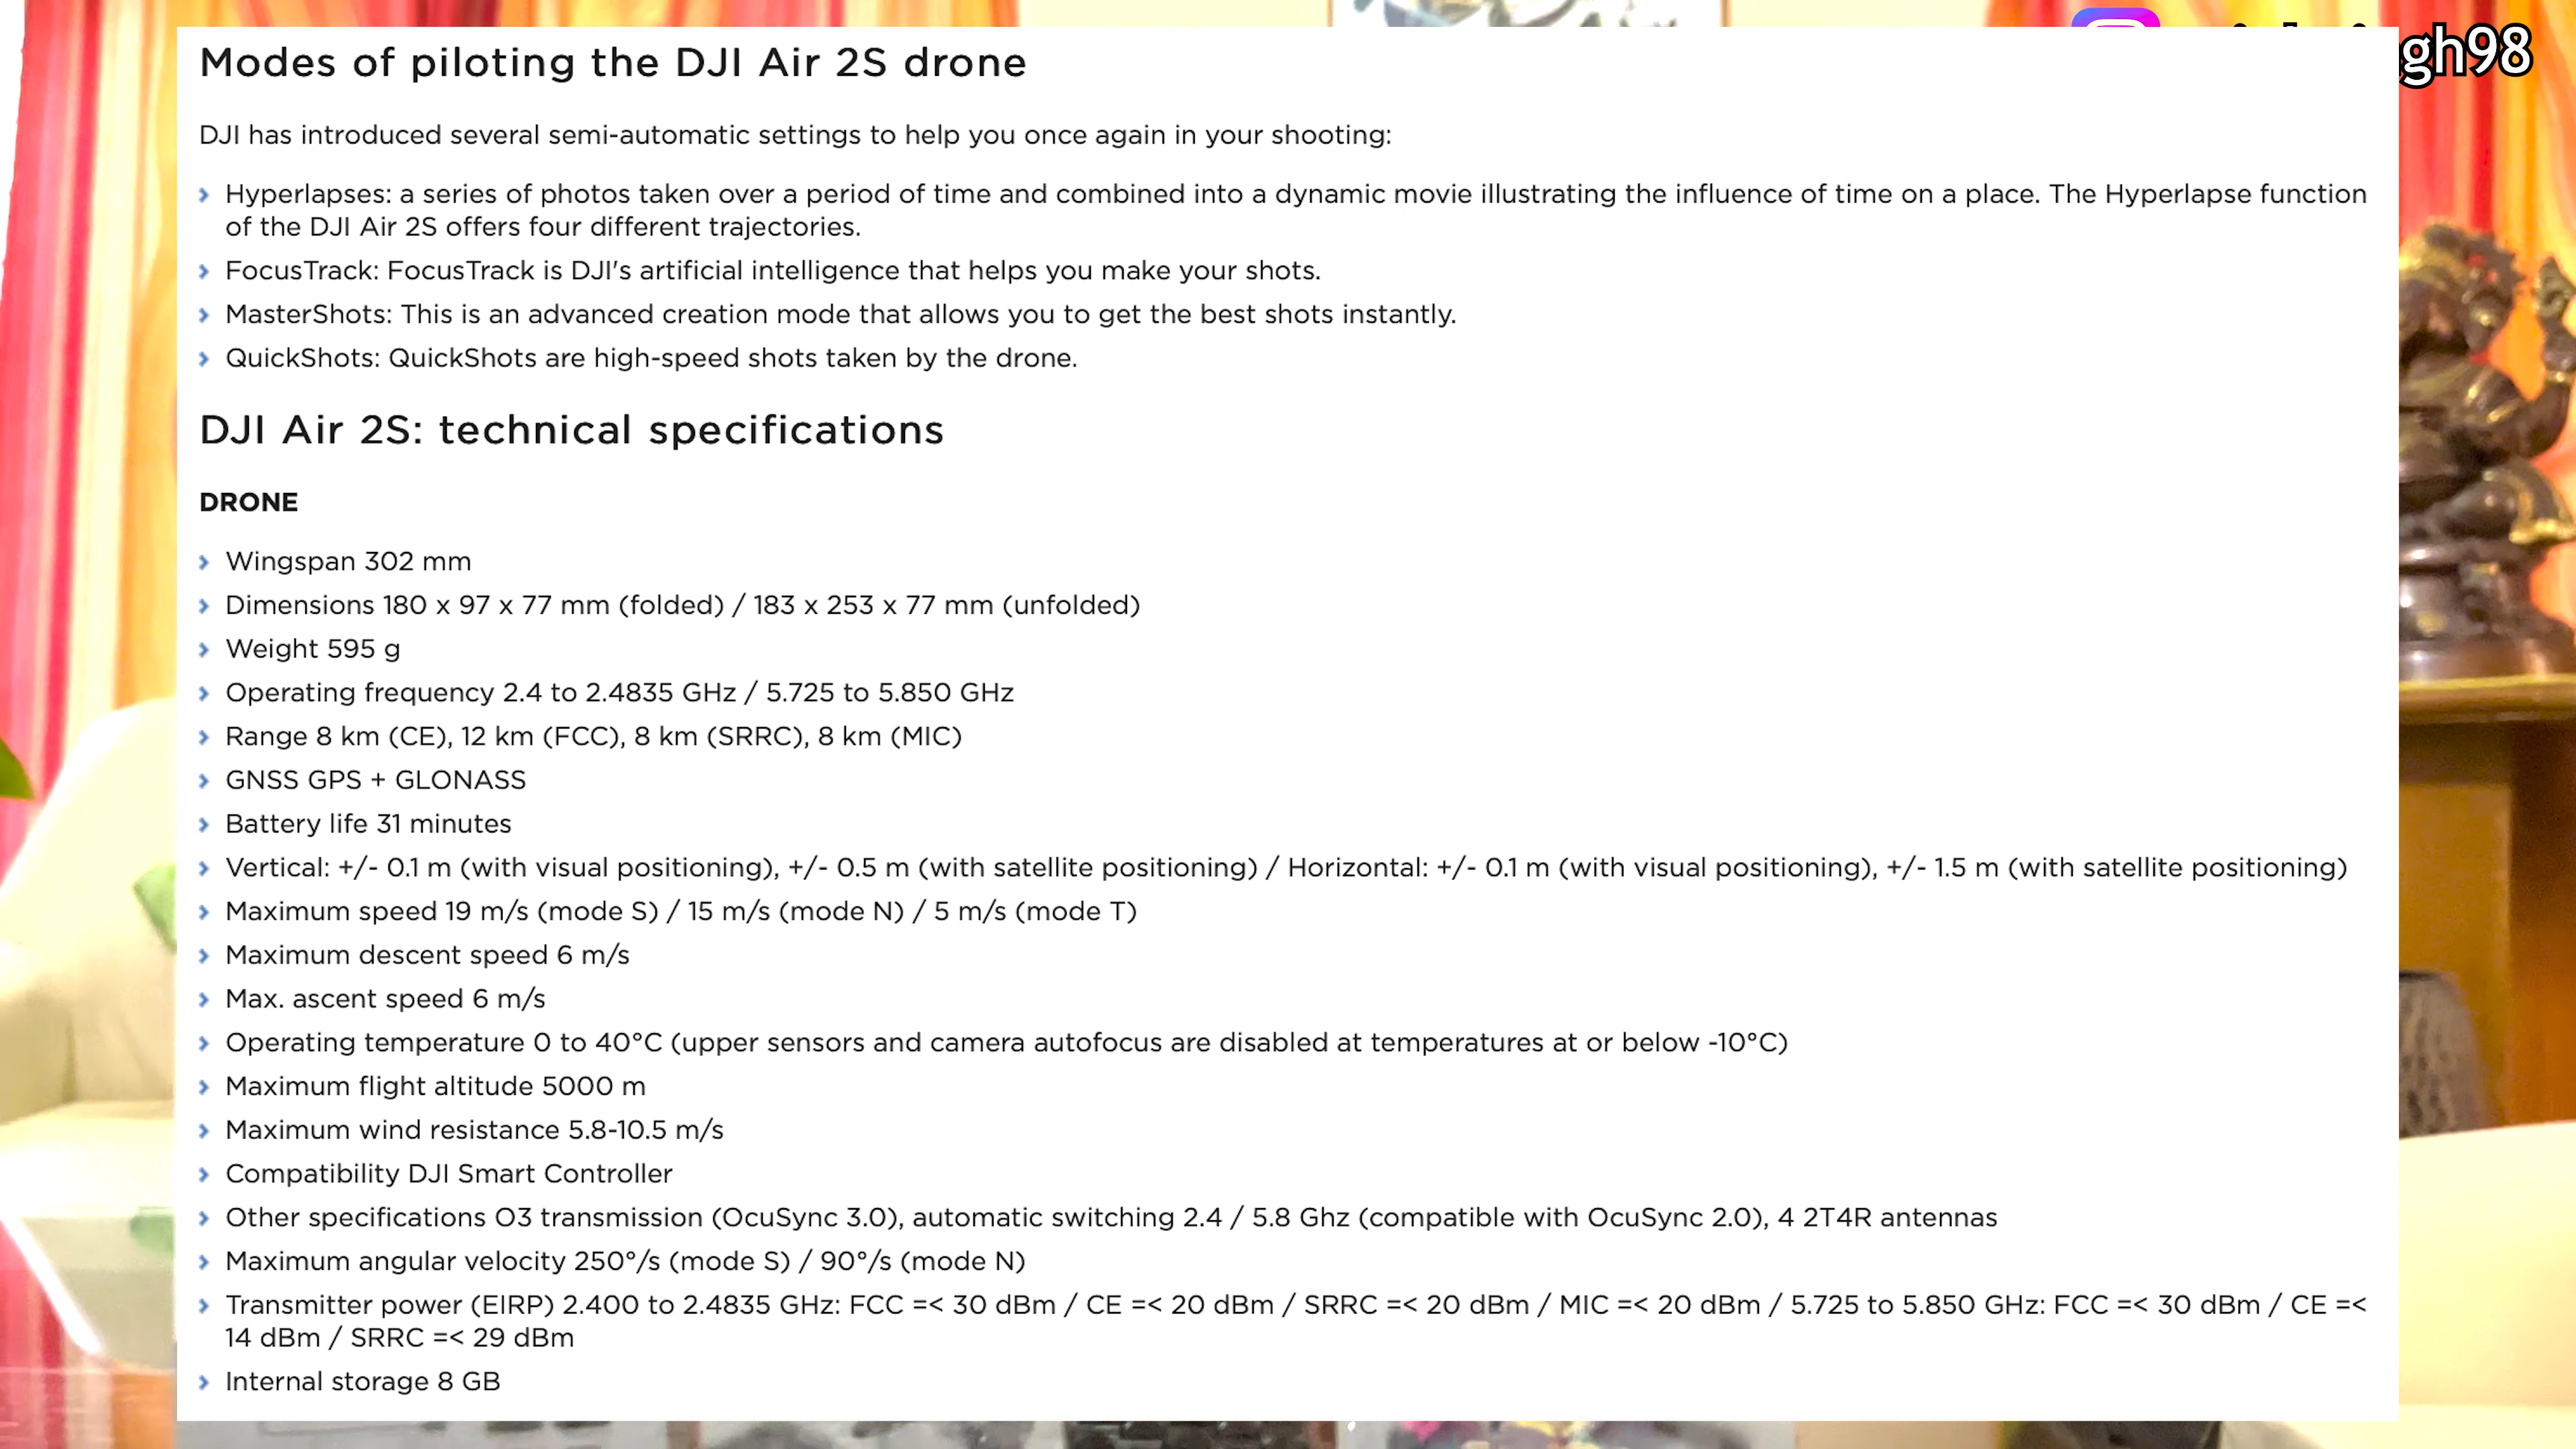 Modes of piloting the DJI Air 2S drone
gh98
DJI has introduced several semi-automatic settings to help you once again in your shooting:
Hyperlapses: a series of photos taken over a period of time and combined into a dynamic movie illustrating the influence of time on a place. The Hyperlapse function
of the DJI Air 2S offers four different trajectories.
FocusTrack: FocusTrack is DJI's artificial intelligence that helps you make your shots.
MasterShots: This is an advanced creation mode that allows you to get the best shots instantly.
QuickShots: QuickShots are high-speed shots taken by the drone.
DJI Air 2S: technical specifications
DRONE
Wingspan 302 mm
Dimensions 180 x 97 x 77 mm (folded) / 183 x 253 x 77 mm (unfolded)
Weight 595 g
Operating frequency 2.4 to 2.4835 GHz / 5.725 to 5.850 GHz
Range 8 km (CE), 12 km (FCC), 8 km (SRRC), 8 km (MIC)
GNSS GPS + GLONASS
Battery life 31 minutes
Vertical: +/- 0.1 m (with visual positioning), +/- 0.5 m (with satellite positioning) / Horizontal: +/- 0.1 m (with visual positioning), +/- 1.5 m (with satellite positioning)
Maximum speed 19 m/s (mode S) / 15 m/s (mode N) / 5 m/s (mode T)
Maximum descent speed 6 m/s
Max. ascent speed 6 m/s
Operating temperature 0 to 40°C (upper sensors and camera autofocus are disabled at temperatures at or below -10°C)
Maximum flight altitude 5000 m
Maximum wind resistance 5.8-10.5 m/s
Compatibility DJI Smart Controller
Other specifications O3 transmission (OcuSync 3.0), automatic switching 2.4 / 5.8 Ghz (compatible with OcuSync 2.0), 4 2T4R antennas
Maximum angular velocity 250°/s (mode S) / 90°/s (mode N)
Transmitter power (EIRP) 2.400 to 2.4835 GHz: FCC =< 30 dBm / CE =< 20 dBm / SRRC =< 20 dBm / MIC =< 20 dBm / 5.725 to 5.850 GHz: FCC =< 30 dBm / CE =<
14 dBm / SRRC =< 29 dBm
Internal storage 8 GB